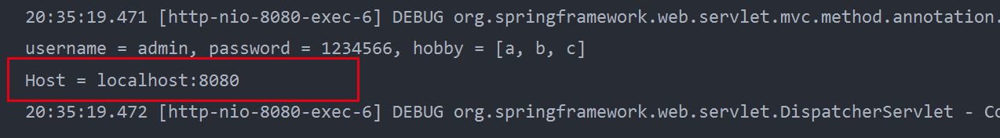 20:35:19.471 [http-nio-8080-exec-6] DEBUG org.springframework.web.servlet.mvc.method.annotation.
username = admin, password = 1234566, hobby = [a, b, c]
Host = localhost:8080
20:35:19.472 [http-nio-8080-exec-6] DEBUG org.springframework.web.servlet.DispatcherServlet - Co